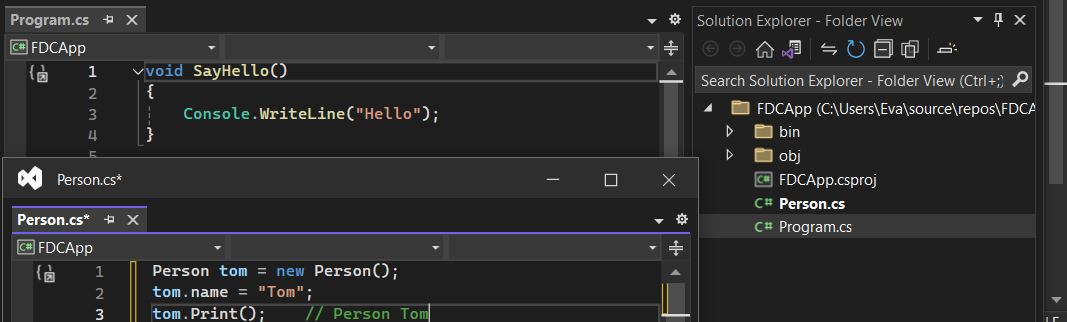 Program.cs
FDCApp
1 void SayHello()
2 {
3 Console.WriteLine("Hello");
4 }
5
Person.cs*
Person.cs*
FDCApp
1 Person tom = new Person();
2 tom.name = "Tom";
3 tom.Print(); // Person Tom
Solution Explorer - Folder View
Search Solution Explorer - Folder View (Ctrl+;)
FDCApp (C:\Users\Eva\source\repos\FDCA
bin
obj
FDCApp.csproj
C# Person.cs
C# Program.cs